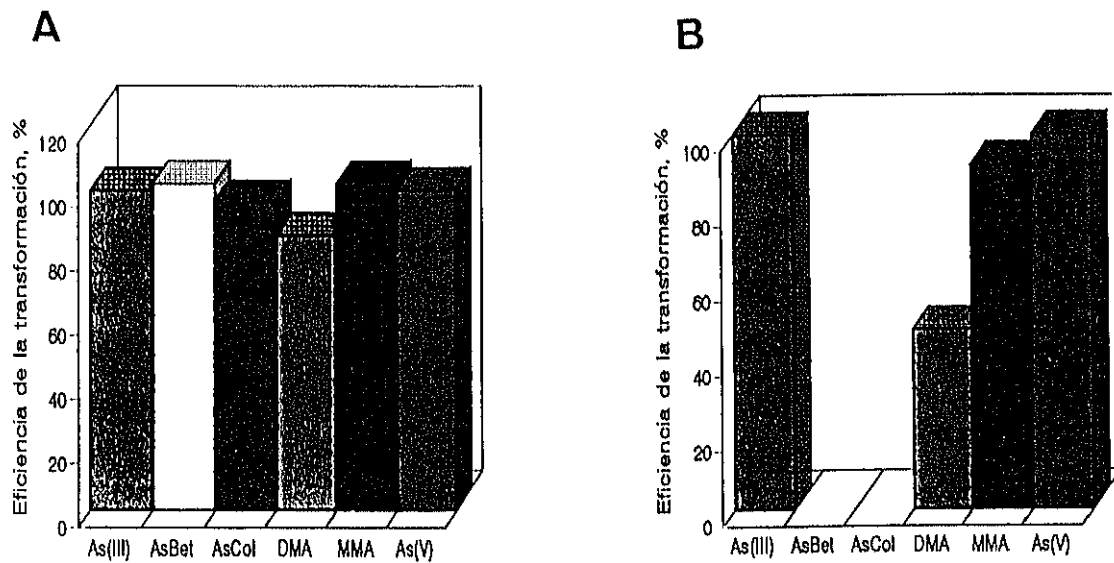 A
Eficiencia de la transformación, %
120
100
80
60
40
20
0
As(III) AsBet AsCol DMA MMA As(V)
B
Eficiencia de la transformación, %
100
80
60
40
20
0
As(III) AsBet AsCol DMA MMA As(V)